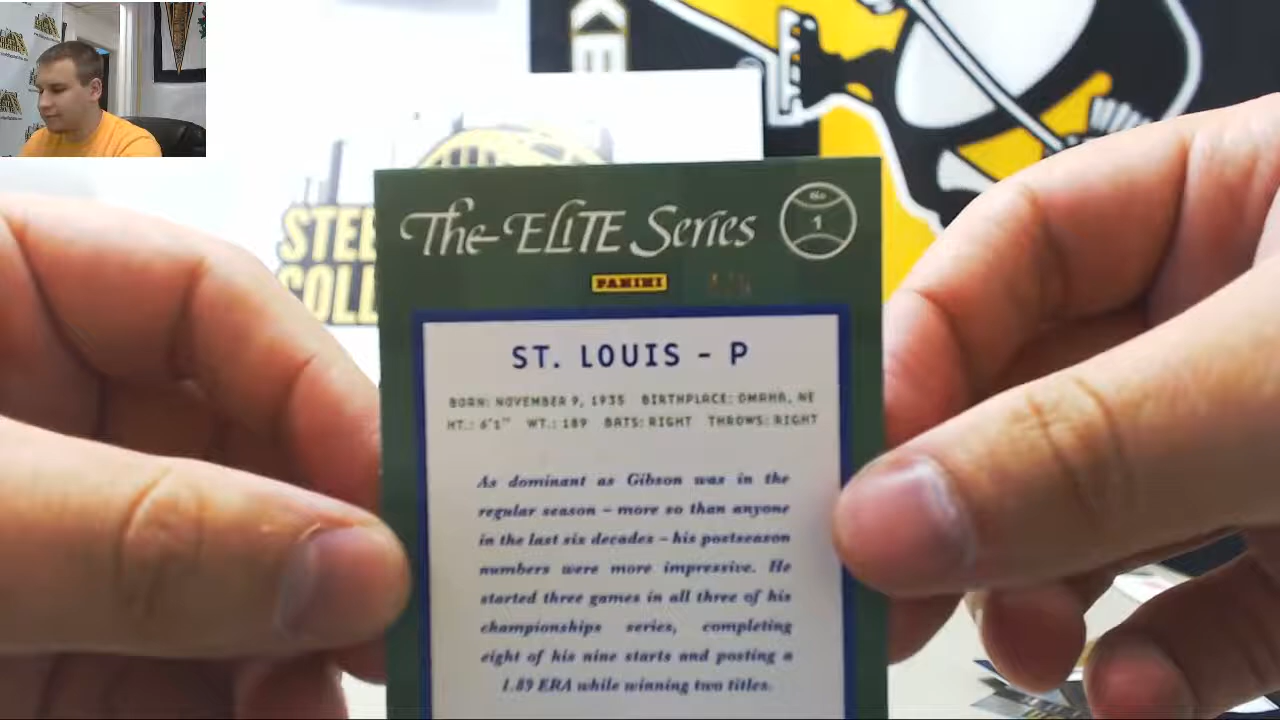 STEE
COLL
The ELITE Series
No
1
PANINI
ST. LOUIS - P
BORN: NOVEMBER 9, 1935 BIRTHPLACE: OMAHA, NE
HT.: 6'1" WT.: 189 BATS: RIGHT THROWS: RIGHT
As dominant as Gibson was in the
regular season – more so than anyone
in the last six decades – his postseason
numbers were more impressive. He
started three games in all three of his
championships series, completing
eight of his nine starts and posting a
1.89 ERA while winning two titles.